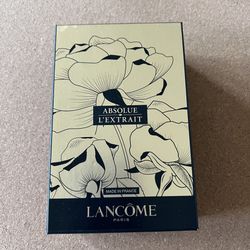 ABSOLUE
L'EXTRAIT
MADE IN FRANCE
LANCÔME
PARIS